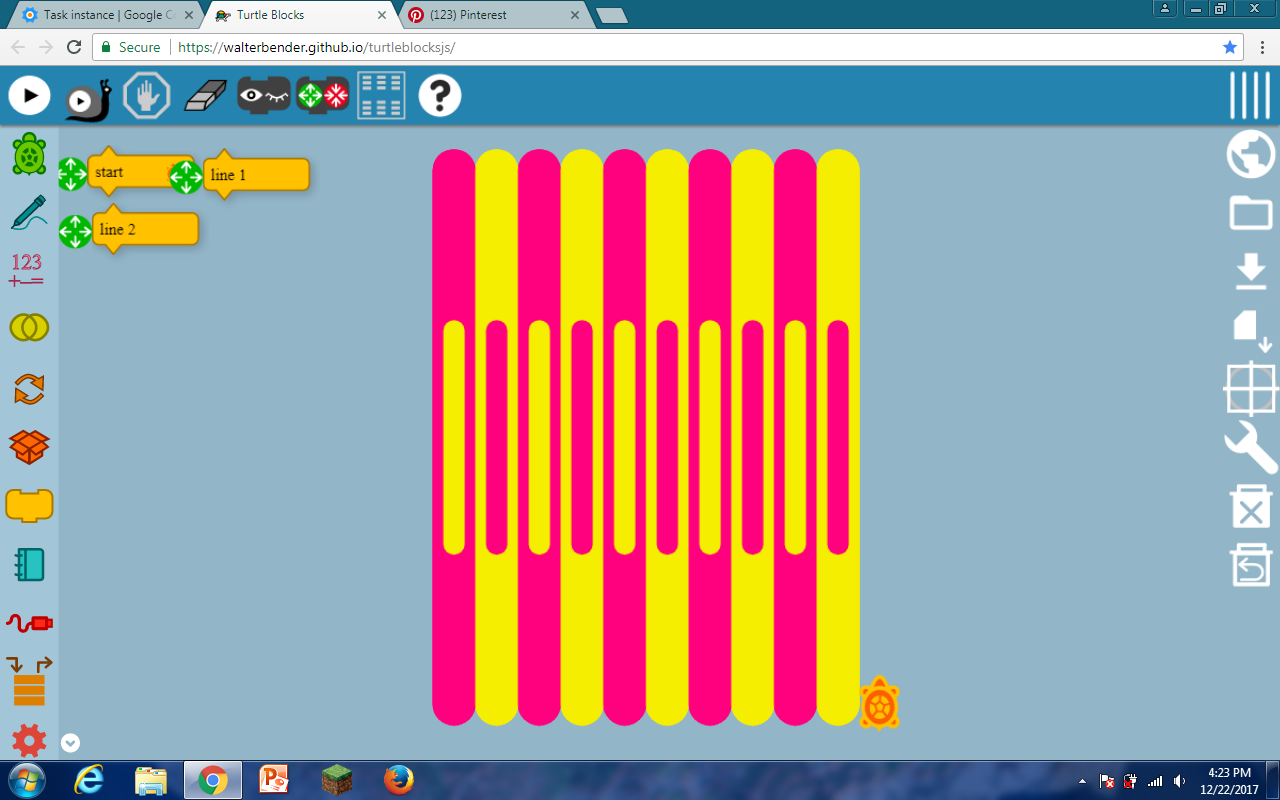 Task instance | Google C
Turtle Blocks
(123) Pinterest
Secure
https://walterbender.github.io/turtleblocksjs/
?
start
line 1
line 2
123
+-=
4:23 PM
12/22/2017